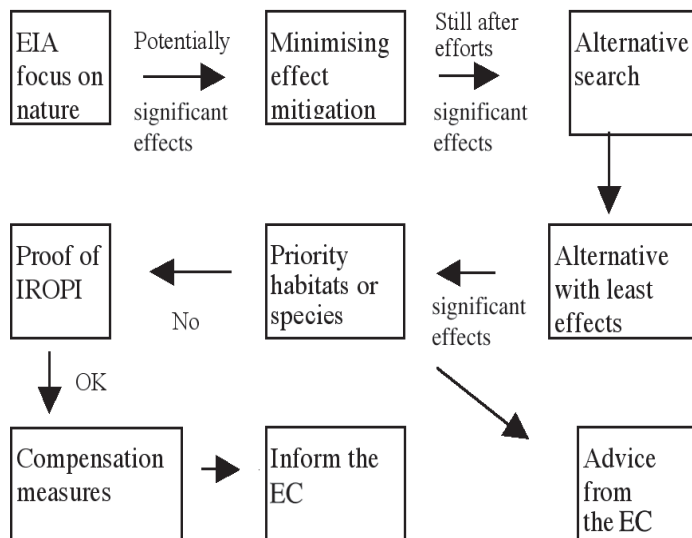 EIA
focus on
nature
Potentially
significant
effects
Minimising
effect
mitigation
Still after
efforts
significant
effects
Alternative
search
Alternative
with least
effects
significant
effects
Priority
habitats or
species
No
Proof of
IROPI
OK
Compensation
measures
Inform the
EC
Advice
from
the EC